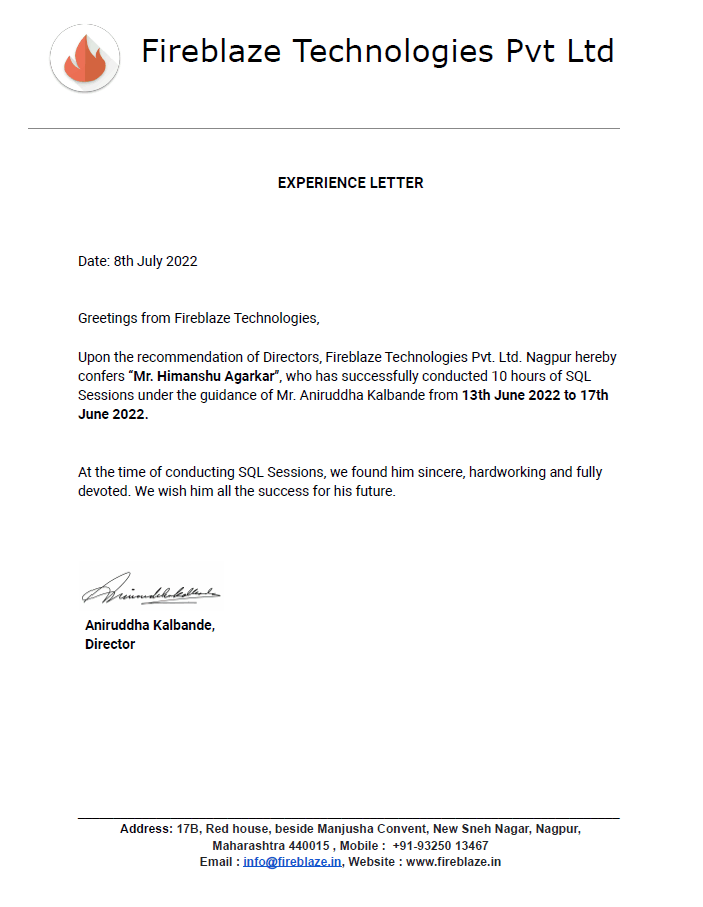 Fireblaze Technologies Pvt Ltd
EXPERIENCE LETTER
Date: 8th July 2022
Greetings from Fireblaze Technologies,
Upon the recommendation of Directors, Fireblaze Technologies Pvt. Ltd. Nagpur hereby
confers “Mr. Himanshu Agarkar”, who has successfully conducted 10 hours of SQL
Sessions under the guidance of Mr. Aniruddha Kalbande from 13th June 2022 to 17th
June 2022.
At the time of conducting SQL Sessions, we found him sincere, hardworking and fully
devoted. We wish him all the success for his future.
Aniruddha Kalbande,
Director
Address: 17B, Red house, beside Manjusha Convent, New Sneh Nagar, Nagpur,
Maharashtra 440015 , Mobile : +91-93250 13467
Email : info@fireblaze.in, Website : www.fireblaze.in